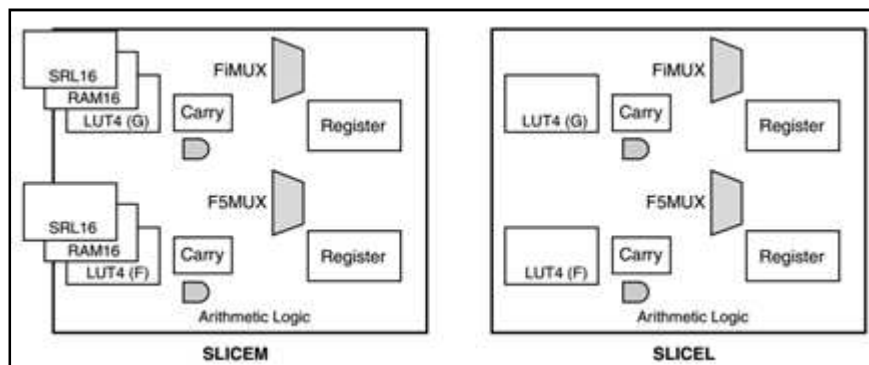 SRL16
RAM16
LUT4 (G)
Carry
FiMUX
Register
SRL16
RAM16
LUT4 (F)
Carry
F5MUX
Register
Arithmetic Logic
SLICEM
LUT4 (G)
Carry
FiMUX
Register
LUT4 (F)
Carry
F5MUX
Register
Arithmetic Logic
SLICEL